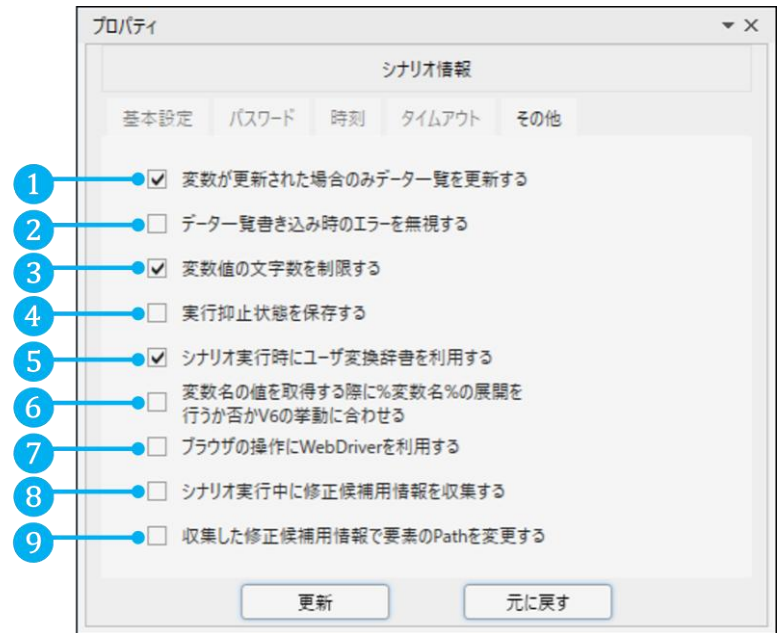 プロパティ
シナリオ情報
基本設定 パスワード 時刻 タイムアウト その他
1 変数が更新された場合のみデータ一覧を更新する
2 データ一覧書き込み時のエラーを無視する
3 変数値の文字数を制限する
4 実行抑止状態を保存する
5 シナリオ実行時にユーザ変換辞書を利用する
6 変数名の値を取得する際に%変数名%の展開を
行うか否かV6の挙動に合わせる
7 ブラウザの操作にWebDriverを利用する
8 シナリオ実行中に修正候補用情報を収集する
9 収集した修正候補用情報で要素のPathを変更する
更新 元に戻す